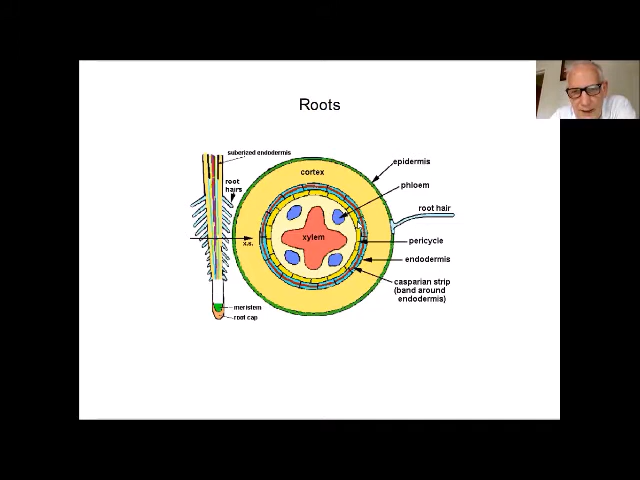 Roots
suberized endodermis
root
hairs
x.s.
meristem
root cap
cortex
xylem
epidermis
phloem
root hair
pericycle
endodermis
casparian strip
(band around
endodermis)